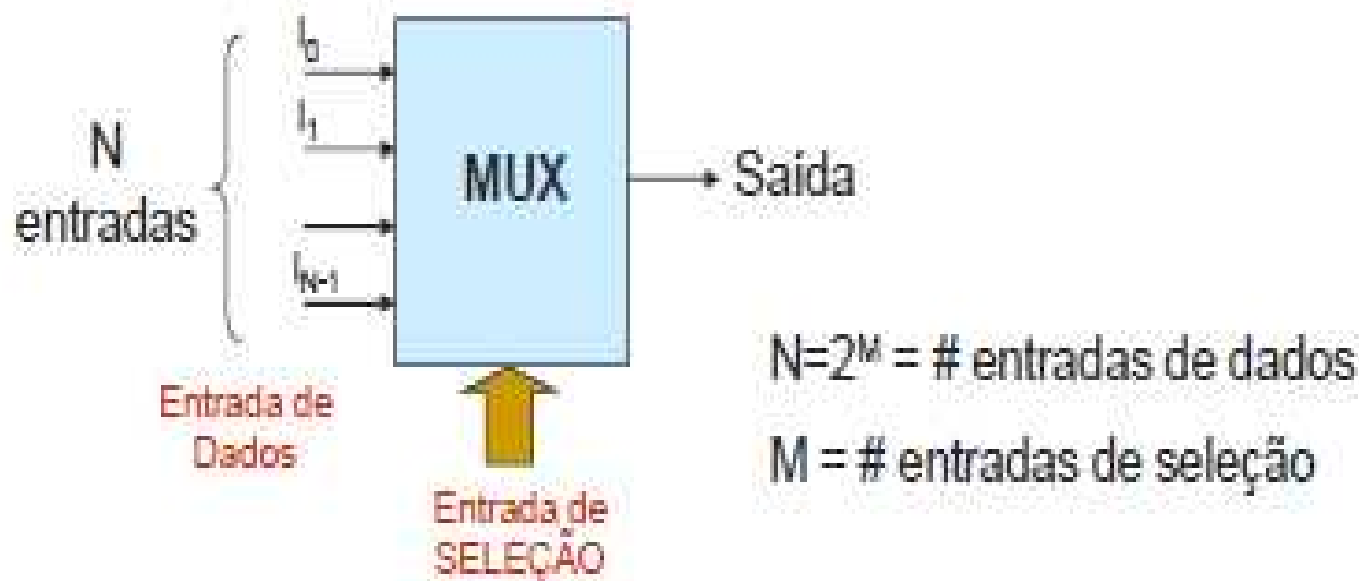 I₀
I₁
N
entradas
I_N-1
MUX
Saída
Entrada de
Dados
Entrada de
SELEÇÃO
N=2ᴹ = # entradas de dados
M = # entradas de seleção